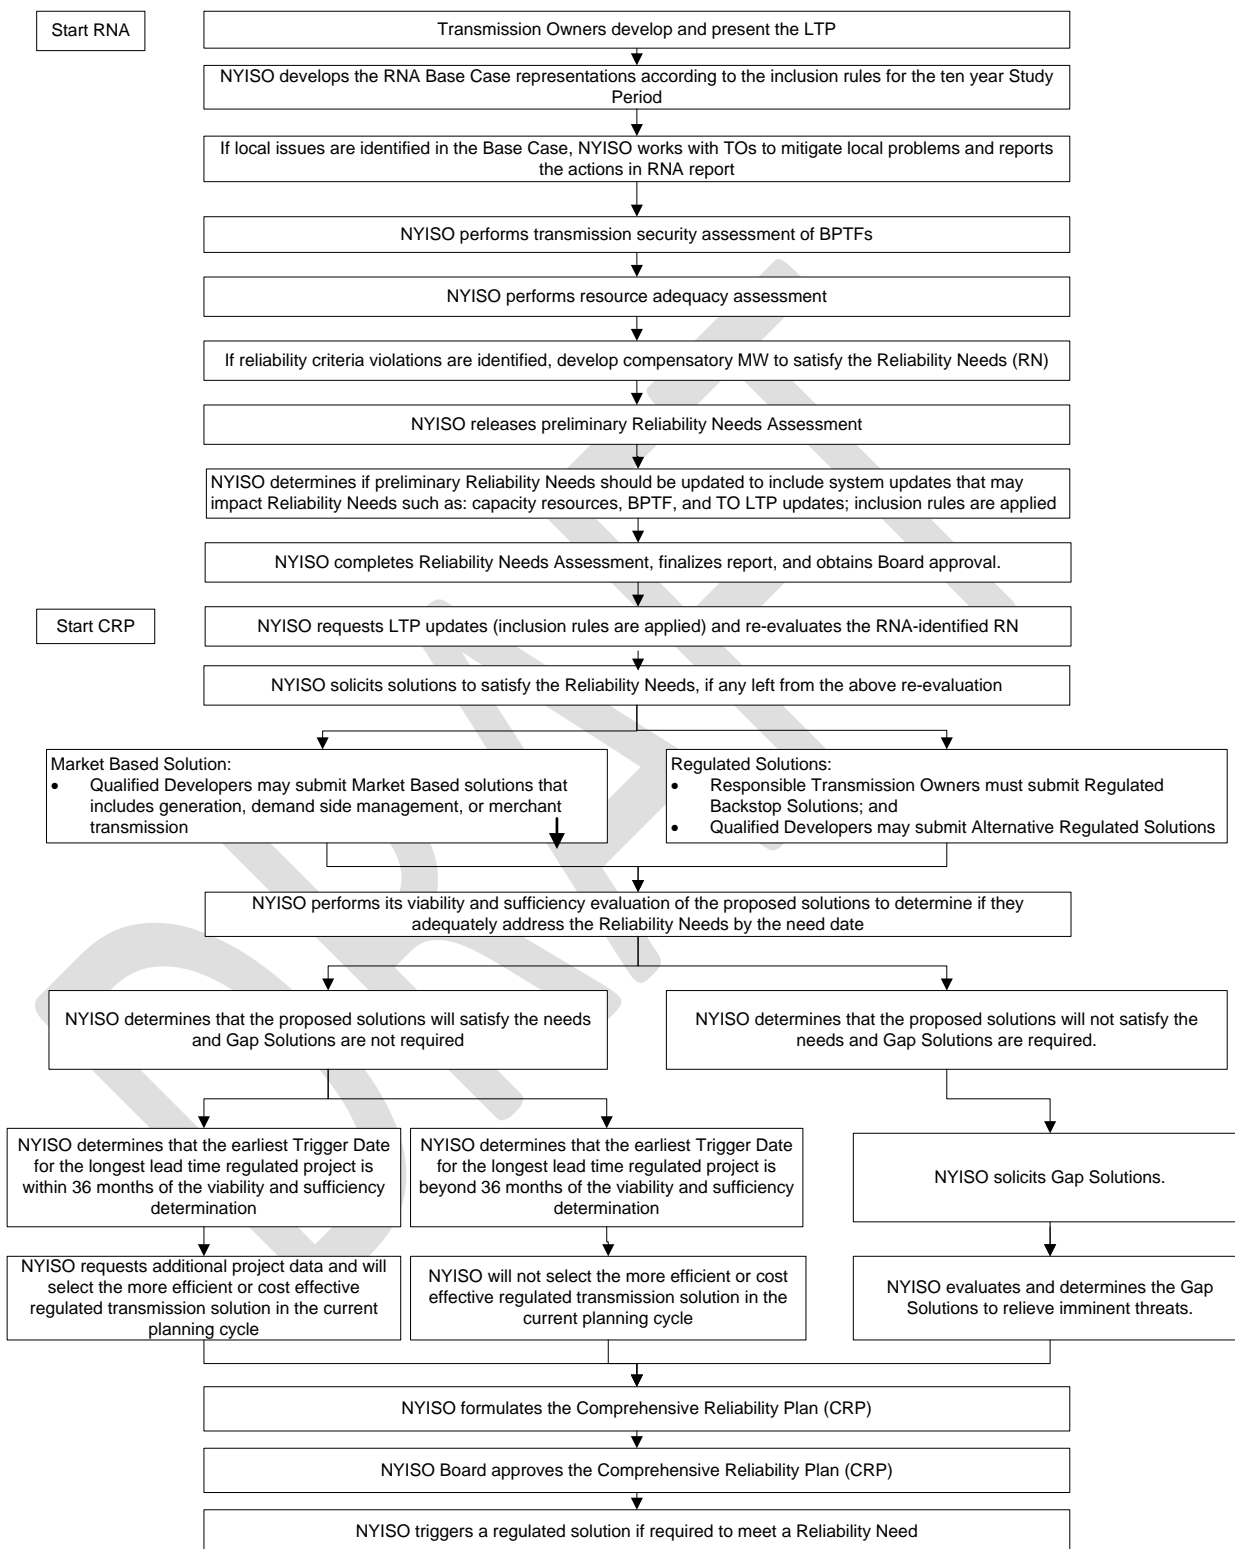 Start RNA
Transmission Owners develop and present the LTP
NYISO develops the RNA Base Case representations according to the inclusion rules for the ten year Study
Period
If local issues are identified in the Base Case, NYISO works with TOs to mitigate local problems and reports
the actions in RNA report
NYISO performs transmission security assessment of BPTFs
NYISO performs resource adequacy assessment
If reliability criteria violations are identified, develop compensatory MW to satisfy the Reliability Needs (RN)
NYISO releases preliminary Reliability Needs Assessment
NYISO determines if preliminary Reliability Needs should be updated to include system updates that may
impact Reliability Needs such as: capacity resources, BPTF, and TO LTP updates; inclusion rules are applied
NYISO completes Reliability Needs Assessment, finalizes report, and obtains Board approval.
Start CRP
NYISO requests LTP updates (inclusion rules are applied) and re-evaluates the RNA-identified RN
NYISO solicits solutions to satisfy the Reliability Needs, if any left from the above re-evaluation
Market Based Solution:
• Qualified Developers may submit Market Based solutions that
includes generation, demand side management, or merchant
transmission
Regulated Solutions:
• Responsible Transmission Owners must submit Regulated
Backstop Solutions; and
• Qualified Developers may submit Alternative Regulated Solutions
NYISO performs its viability and sufficiency evaluation of the proposed solutions to determine if they
adequately address the Reliability Needs by the need date
NYISO determines that the proposed solutions will satisfy the needs
and Gap Solutions are not required
NYISO determines that the proposed solutions will not satisfy the
needs and Gap Solutions are required.
NYISO determines that the earliest Trigger Date
for the longest lead time regulated project is
within 36 months of the viability and sufficiency
determination
NYISO determines that the earliest Trigger Date
for the longest lead time regulated project is
beyond 36 months of the viability and sufficiency
determination
NYISO solicits Gap Solutions.
NYISO requests additional project data and will
select the more efficient or cost effective
regulated transmission solution in the current
planning cycle
NYISO will not select the more efficient or cost
effective regulated transmission solution in the
current planning cycle
NYISO evaluates and determines the Gap
Solutions to relieve imminent threats.
NYISO formulates the Comprehensive Reliability Plan (CRP)
NYISO Board approves the Comprehensive Reliability Plan (CRP)
NYISO triggers a regulated solution if required to meet a Reliability Need
DRAFT